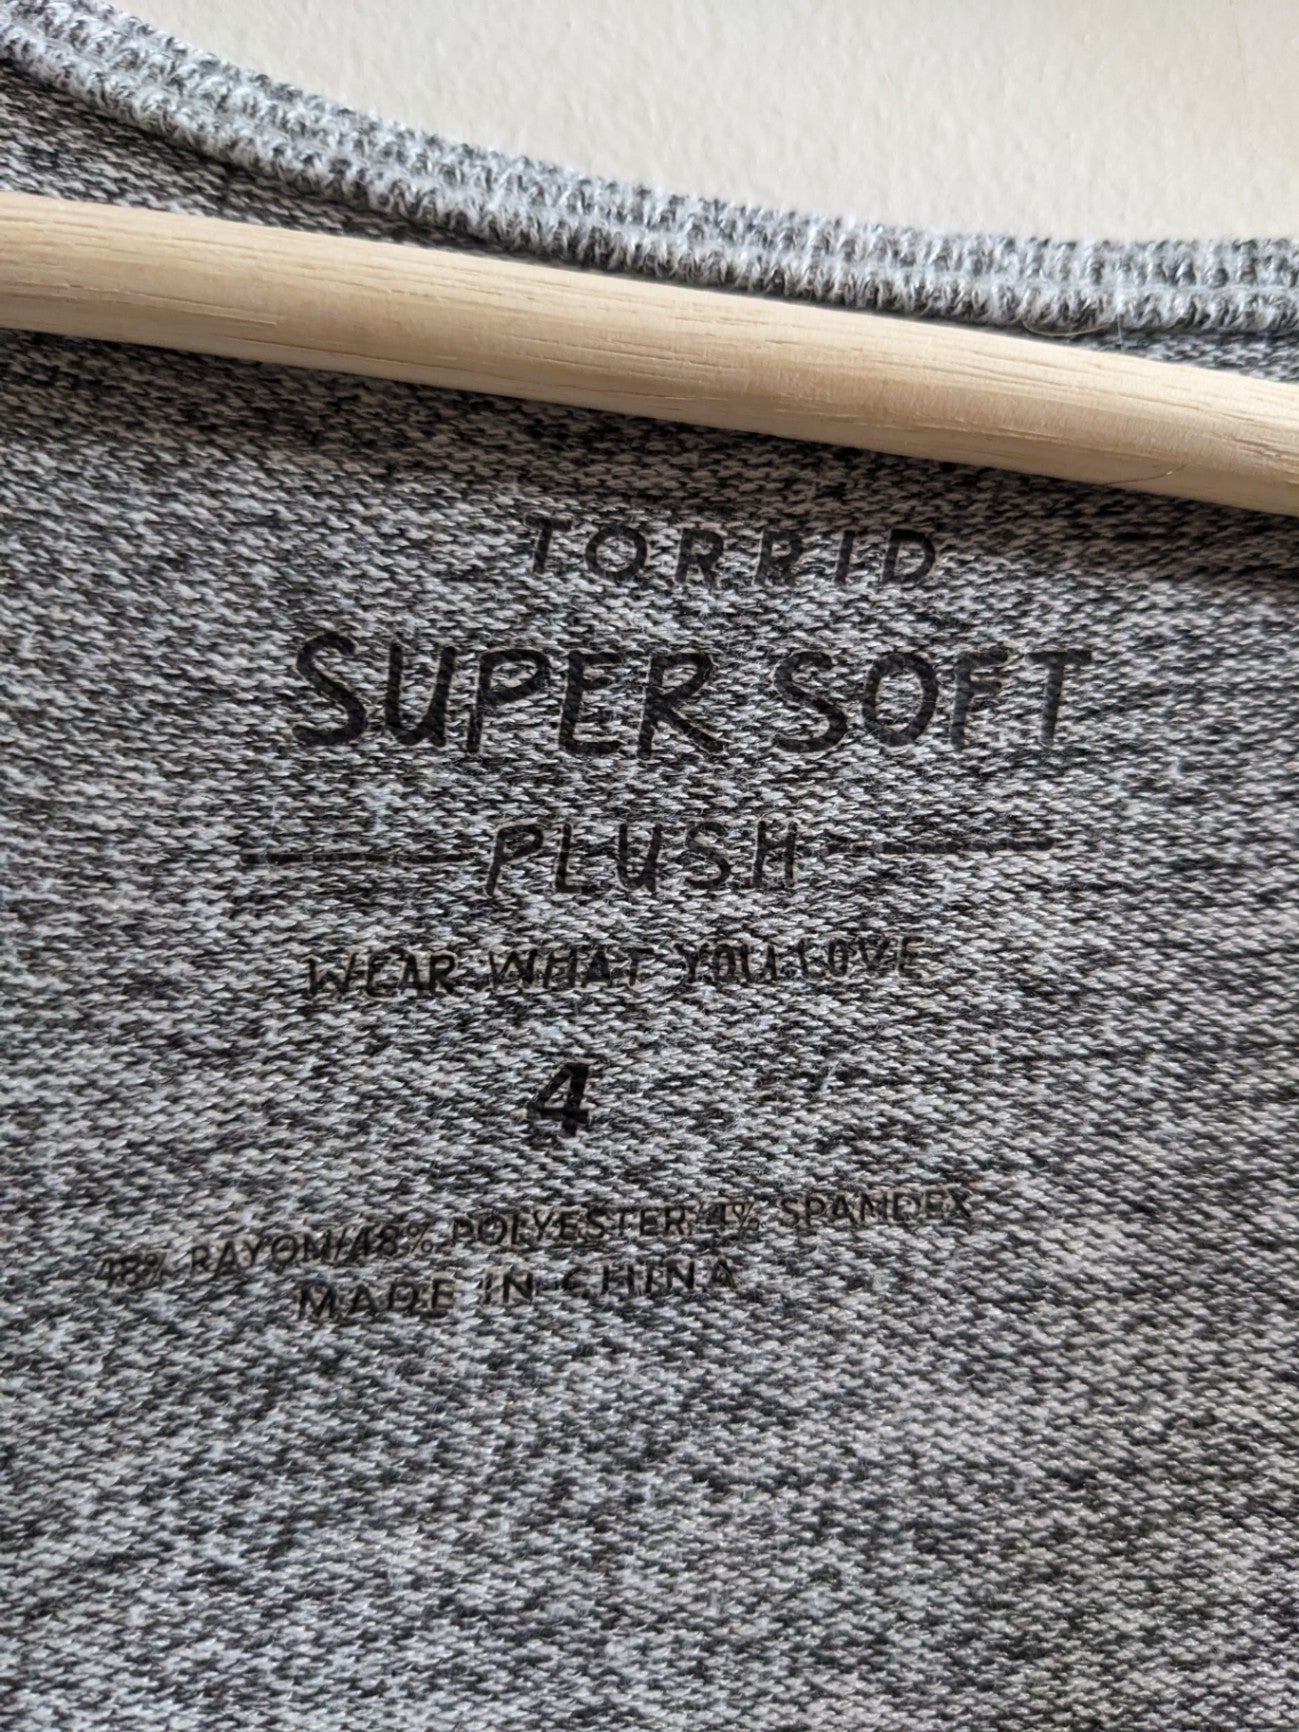 TORRID
SUPER SOFT
PLUSH
WEAR WHAT YOU LOVE
4
48% RAYON/48% POLYESTER/4% SPANDEX
MADE IN CHINA